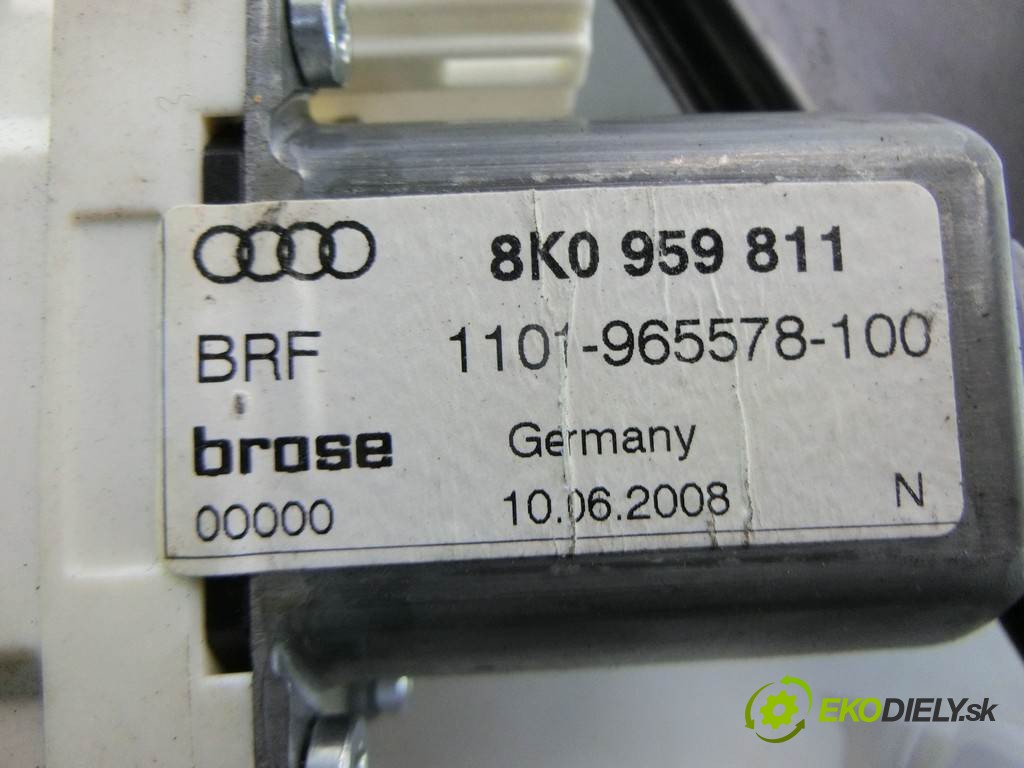 8K0 959 811
BRF 1101-965578-100
brose Germany
00000 10.06.2008 N
EKODIELY.sk